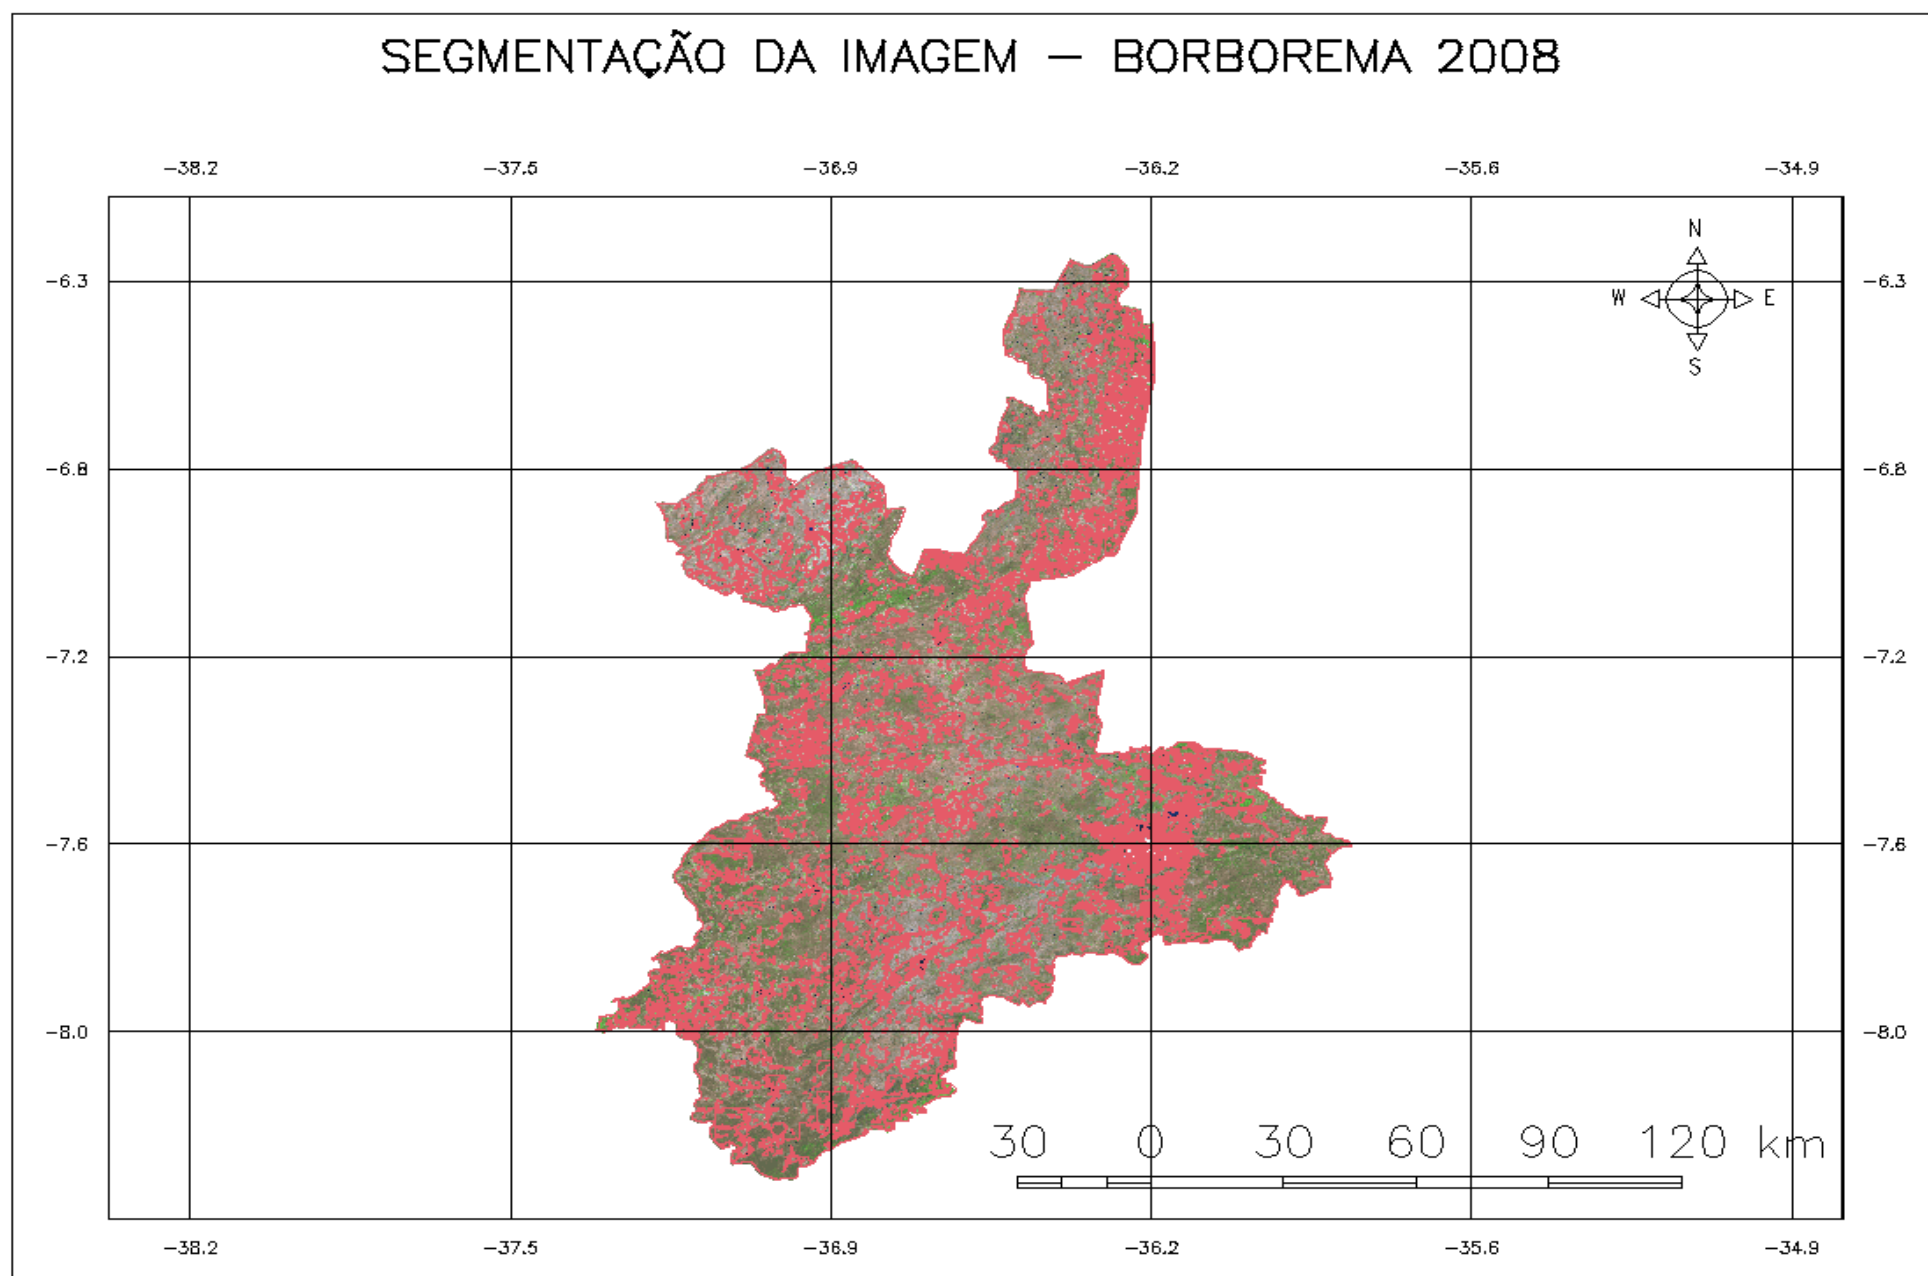 SEGMENTAÇÃO DA IMAGEM – BORBOREMA 2008
-38.2 -37.5 -36.9 -36.2 -35.6 -34.9
N
-6.3 -6.3
W E
S
-6.8 -6.8
-7.2 -7.2
-7.6 -7.6
-8.0 -8.0
30 0 30 60 90 120 km
-38.2 -37.5 -36.9 -36.2 -35.6 -34.9